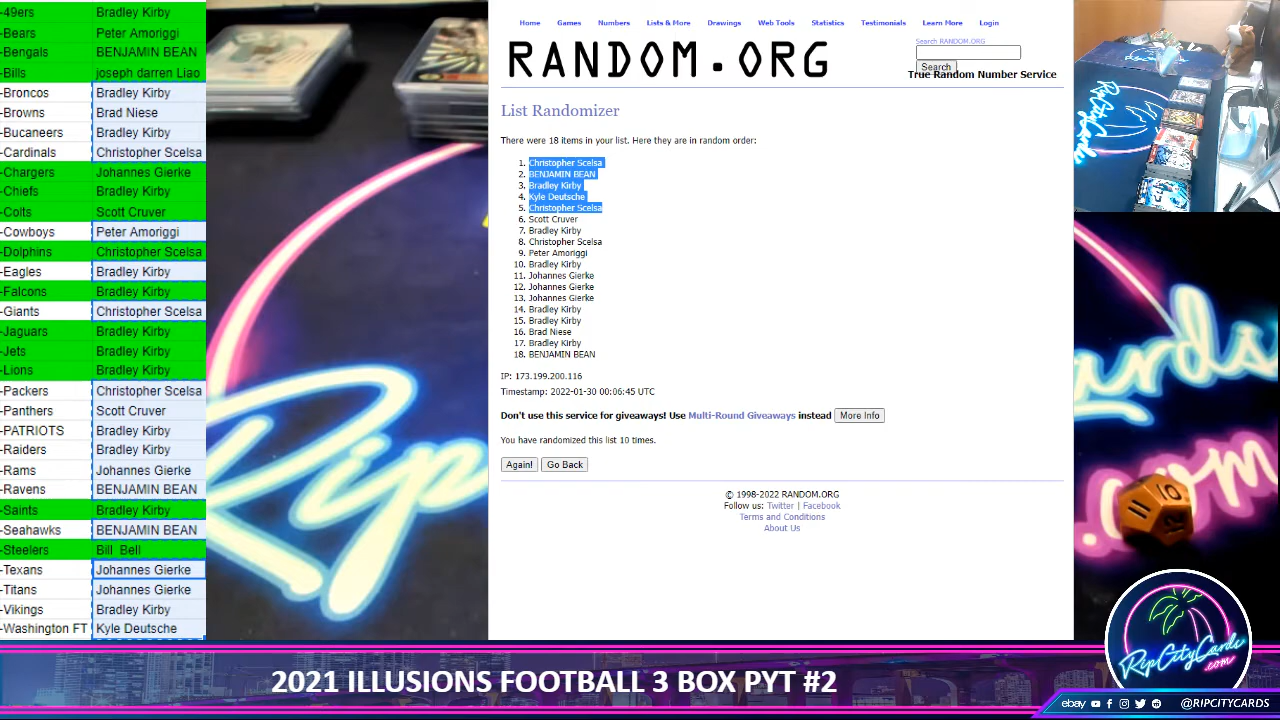 -49ers Bradley Kirby
-Bears Peter Amoriggi
-Bengals BENJAMIN BEAN
-Bills joseph darren Liao
-Broncos Bradley Kirby
-Browns Brad Niese
-Bucaneers Bradley Kirby
-Cardinals Christopher Scelsa
-Chargers Johannes Gierke
-Chiefs Bradley Kirby
-Colts Scott Cruver
-Cowboys Peter Amoriggi
-Dolphins Christopher Scelsa
-Eagles Bradley Kirby
-Falcons Bradley Kirby
-Giants Christopher Scelsa
-Jaguars Bradley Kirby
-Jets Bradley Kirby
-Lions Bradley Kirby
-Packers Christopher Scelsa
-Panthers Scott Cruver
-PATRIOTS Bradley Kirby
-Raiders Bradley Kirby
-Rams Johannes Gierke
-Ravens BENJAMIN BEAN
-Saints Bradley Kirby
-Seahawks BENJAMIN BEAN
-Steelers Bill Bell
-Texans Johannes Gierke
-Titans Johannes Gierke
-Vikings Bradley Kirby
-Washington FT Kyle Deutsche
Home Games Numbers Lists & More Drawings Web Tools Statistics Testimonials Learn More Login
RANDOM.ORG
Search RANDOM.ORG
Search
True Random Number Service
List Randomizer
There were 18 items in your list. Here they are in random order:
1. Christopher Scelsa
2. BENJAMIN BEAN
3. Bradley Kirby
4. Kyle Deutsche
5. Christopher Scelsa
6. Scott Cruver
7. Bradley Kirby
8. Christopher Scelsa
9. Peter Amoriggi
10. Bradley Kirby
11. Johannes Gierke
12. Johannes Gierke
13. Johannes Gierke
14. Bradley Kirby
15. Bradley Kirby
16. Brad Niese
17. Bradley Kirby
18. BENJAMIN BEAN
IP: 173.199.200.116
Timestamp: 2022-01-30 00:06:45 UTC
Don't use this service for giveaways! Use Multi-Round Giveaways instead More Info
You have randomized this list 10 times.
Again! Go Back
© 1998-2022 RANDOM.ORG
Follow us: Twitter | Facebook
Terms and Conditions
About Us
Rip
10
11
.com
RipCityCards
.com
2021 ILLUSIONS FOOTBALL 3 BOX PYT #2
ebay @RIPCITYCARDS